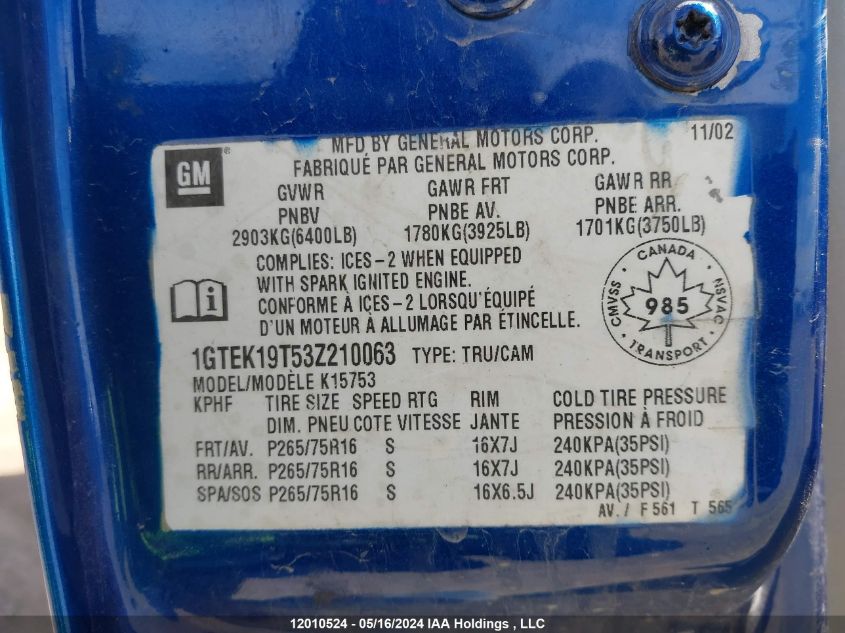 MFD BY GENERAL MOTORS CORP. 11/02
GM
FABRIQUÉ PAR GENERAL MOTORS CORP.
GVWR GAWR FRT GAWR RR
PNBV PNBE AV. PNBE ARR.
2903KG(6400LB) 1780KG(3925LB) 1701KG(3750LB)
COMPLIES: ICES-2 WHEN EQUIPPED
WITH SPARK IGNITED ENGINE.
CONFORME À ICES-2 LORSQU'ÉQUIPÉ
D'UN MOTEUR À ALLUMAGE PAR ÉTINCELLE.
CANADA
CMVSS 985 NSVAC
TRANSPORT
1GTEK19T53Z210063 TYPE: TRU/CAM
MODEL/MODÈLE K15753
KPHF TIRE SIZE SPEED RTG RIM COLD TIRE PRESSURE
DIM. PNEU COTE VITESSE JANTE PRESSION À FROID
FRT/AV. P265/75R16 S 16X7J 240KPA(35PSI)
RR/ARR. P265/75R16 S 16X7J 240KPA(35PSI)
SPA/SOS P265/75R16 S 16X6.5J 240KPA(35PSI)
AV. / F 561 T 565
12010524 - 05/16/2024 IAA Holdings , LLC